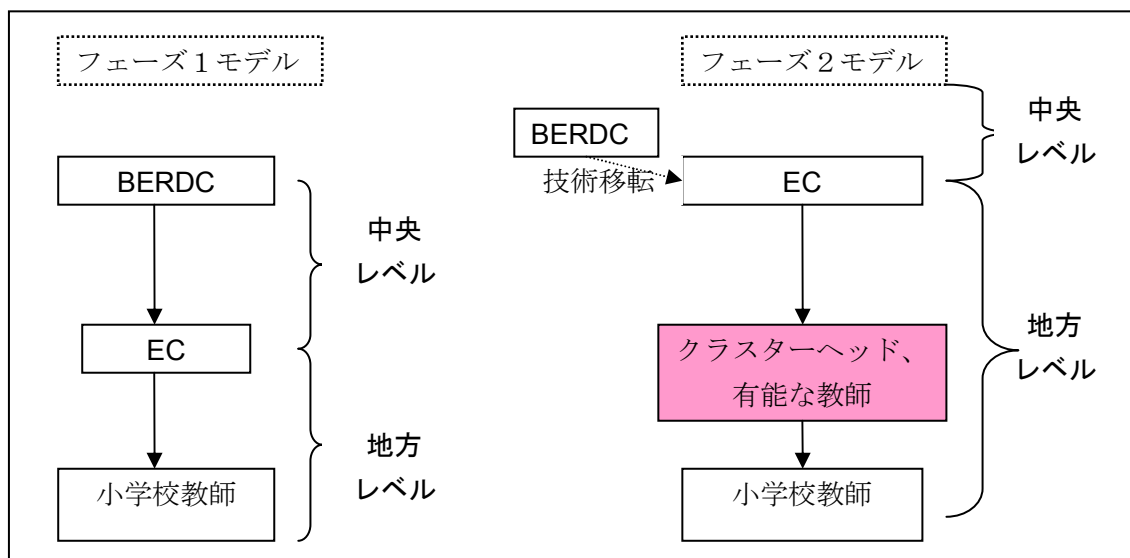 フェーズ１モデル
BERDC
EC
小学校教師
中央
レベル
地方
レベル
フェーズ２モデル
BERDC
技術移転
EC
クラスターヘッド、
有能な教師
小学校教師
中央
レベル
地方
レベル